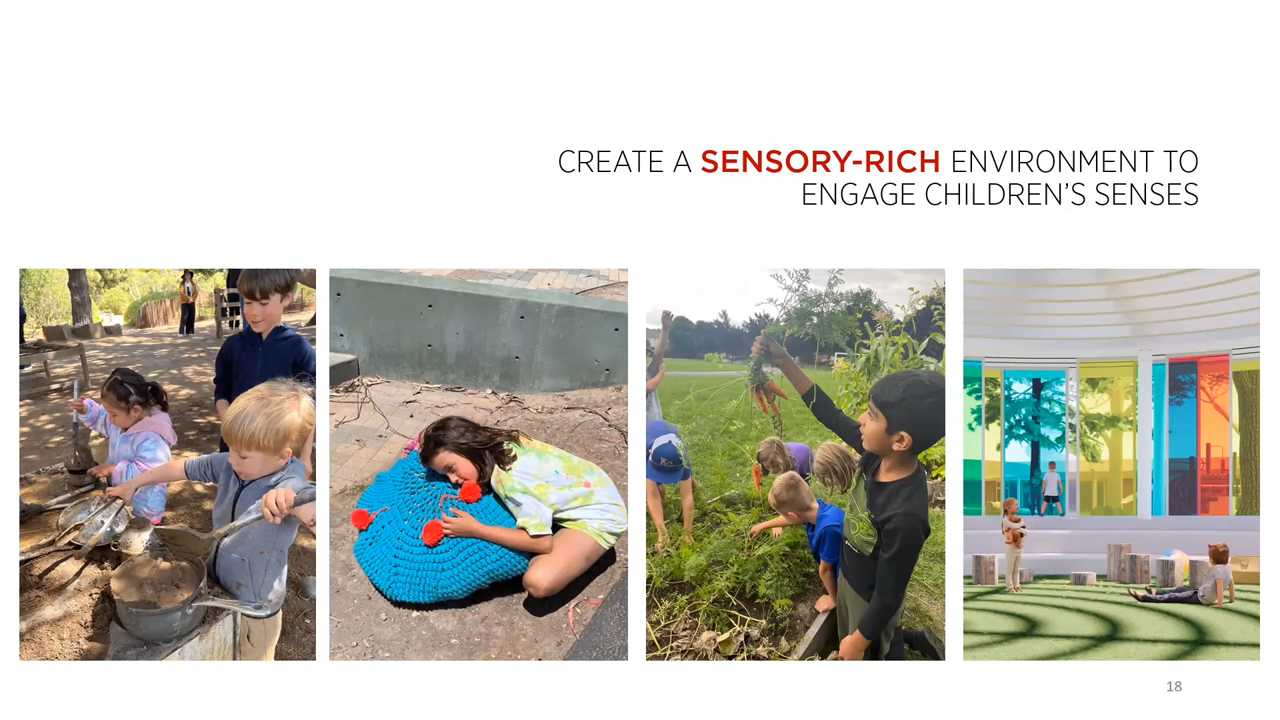 CREATE A SENSORY-RICH ENVIRONMENT TO
ENGAGE CHILDREN'S SENSES
18